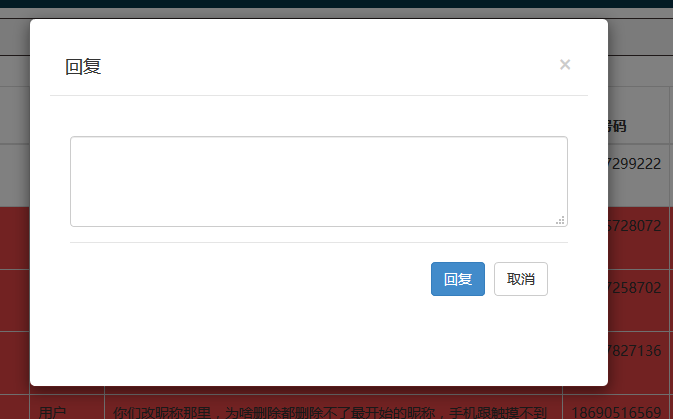 回复 ×
号码
7299222
5728072
回复 取消
7258702
7827136
用户 你们改昵称那里，为啥删除都删除不了最开始的昵称，手机跟触摸不到 18690516569